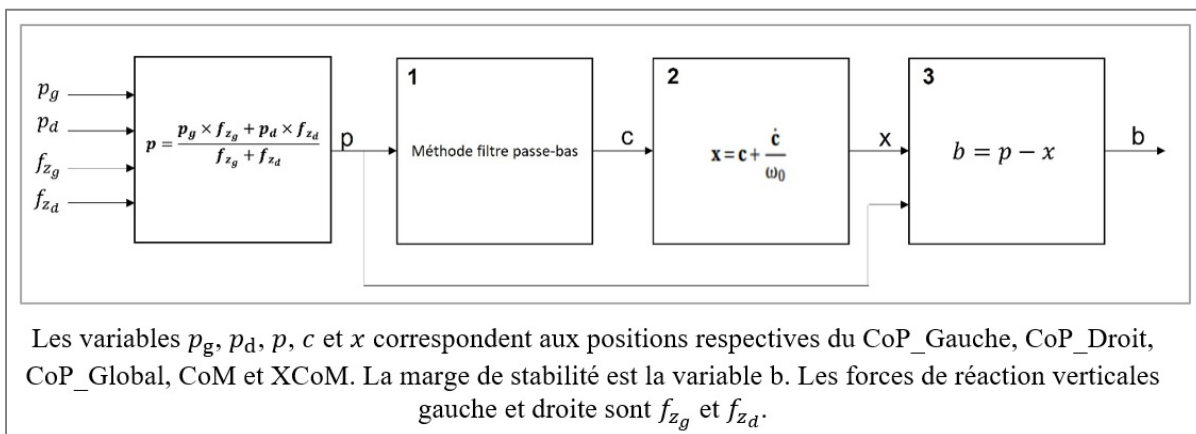 p_g
p_d
f_{z_g}
f_{z_d}
p = \frac{p_g × f_{z_g} + p_d × f_{z_d}}{f_{z_g} + f_{z_d}}
p
1
Méthode filtre passe-bas
c
2
x = c + \frac{ċ}{ω_0}
x
3
b = p − x
b
Les variables p_g, p_d, p, c et x correspondent aux positions respectives du CoP_Gauche, CoP_Droit,
CoP_Global, CoM et XCoM. La marge de stabilité est la variable b. Les forces de réaction verticales
gauche et droite sont f_{z_g} et f_{z_d}.